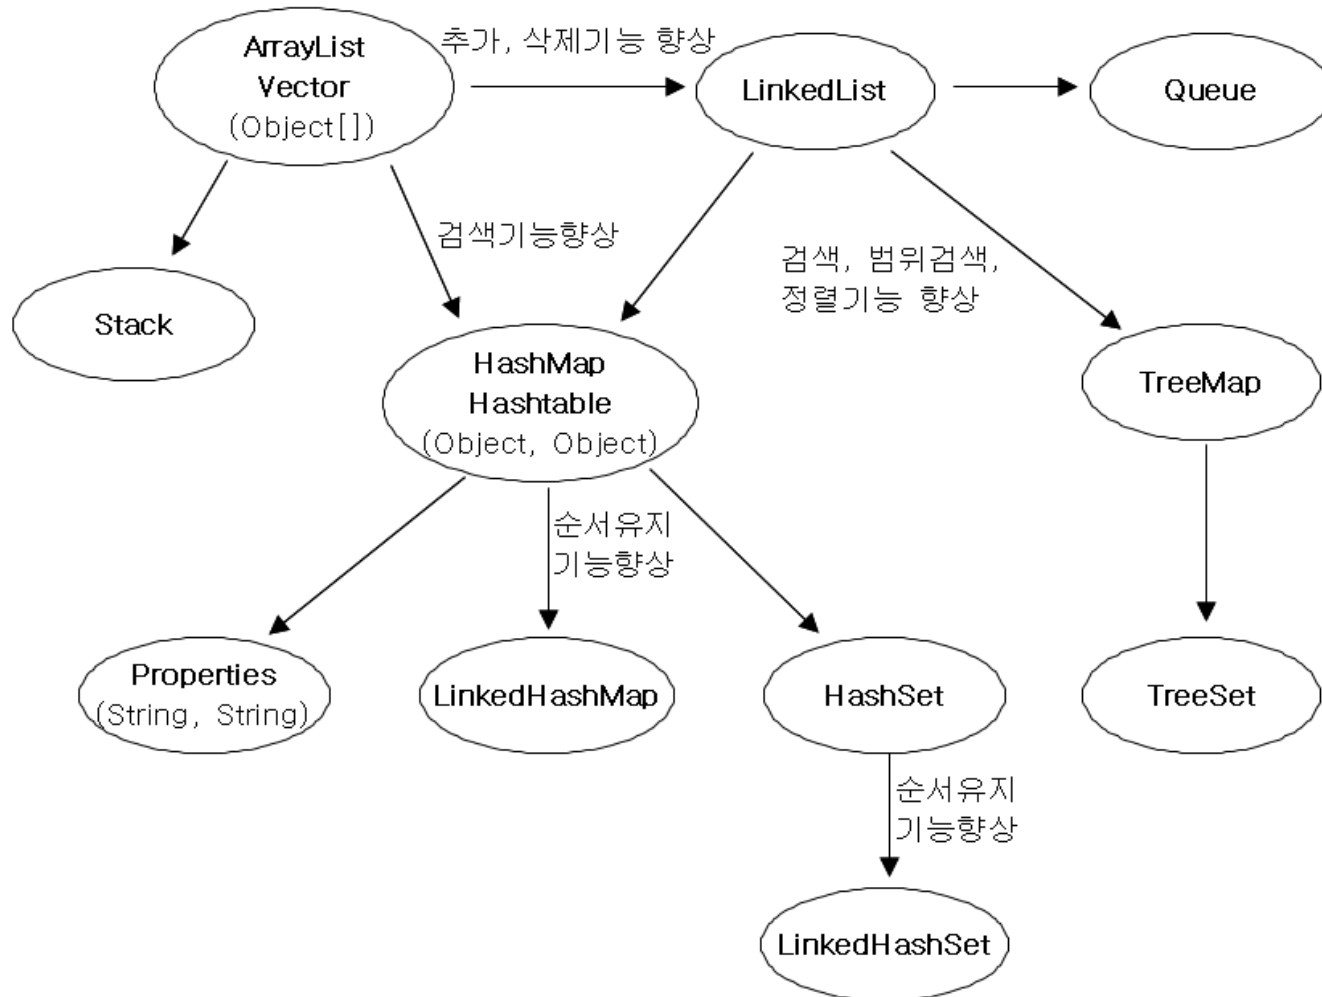 ArrayList
Vector
(Object[])
추가, 삭제기능 향상
LinkedList
Queue
검색기능향상
검색, 범위검색,
정렬기능 향상
Stack
HashMap
Hashtable
(Object, Object)
TreeMap
순서유지
기능향상
Properties
(String, String)
LinkedHashMap
HashSet
TreeSet
순서유지
기능향상
LinkedHashSet